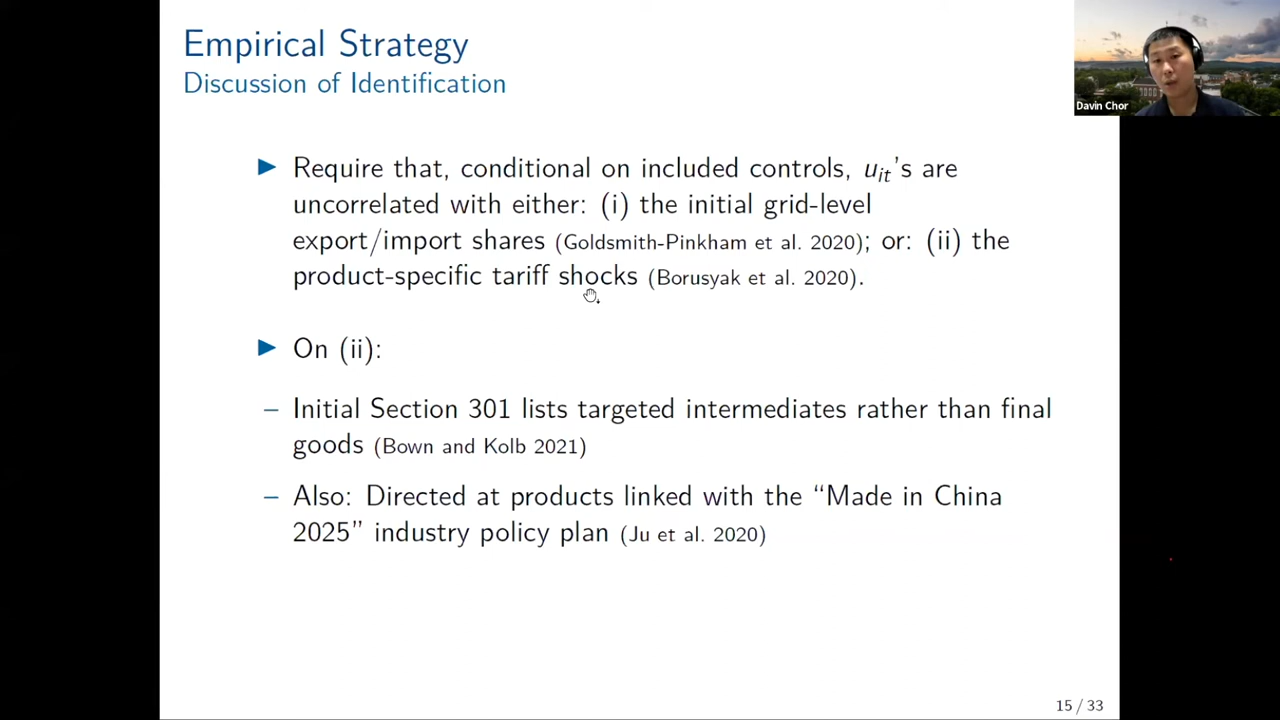 Empirical Strategy
Discussion of Identification
Davin Chor
▶ Require that, conditional on included controls, u_it's are
uncorrelated with either: (i) the initial grid-level
export/import shares (Goldsmith-Pinkham et al. 2020); or: (ii) the
product-specific tariff shocks (Borusyak et al. 2020).
▶ On (ii):
– Initial Section 301 lists targeted intermediates rather than final
goods (Bown and Kolb 2021)
– Also: Directed at products linked with the “Made in China
2025” industry policy plan (Ju et al. 2020)
15 / 33